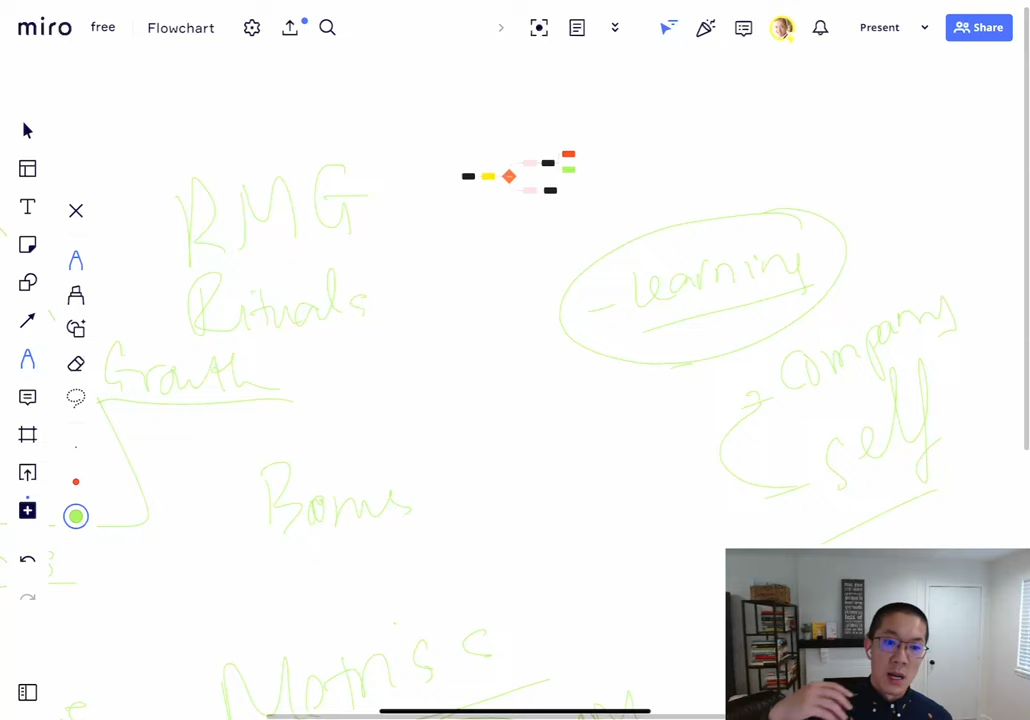 miro free Flowchart Present Share
RMG
Rituals
- learning
Growth
- company
self
Bonus